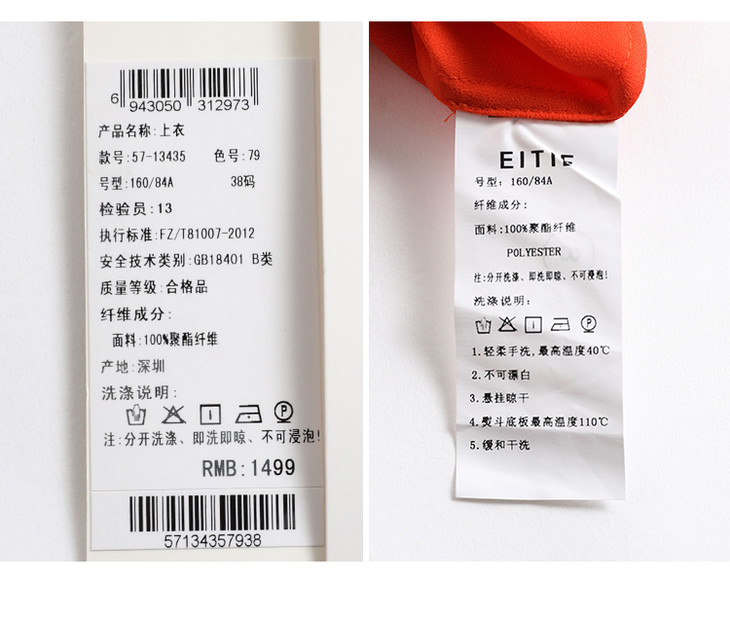 6 943050 312973
产品名称:上衣
款号:57-13435 色号:79
号型:160/84A 38码
检验员:13
执行标准:FZ/T81007-2012
安全技术类别:GB18401 B类
质量等级:合格品
纤维成分:
面料:100%聚酯纤维
产地:深圳
洗涤说明:
P
注:分开洗涤、即洗即晾、不可浸泡!
RMB:1499
57134357938
EITIE
号型: 160/84A
纤维成分:
面料:100%聚酯纤维
POLYESTER
注:分开洗涤、即洗即晾、不可浸泡!
洗涤说明:
P
1.轻柔手洗,最高温度40℃
2.不可漂白
3.悬挂晾干
4.熨斗底板最高温度110℃
5.缓和干洗